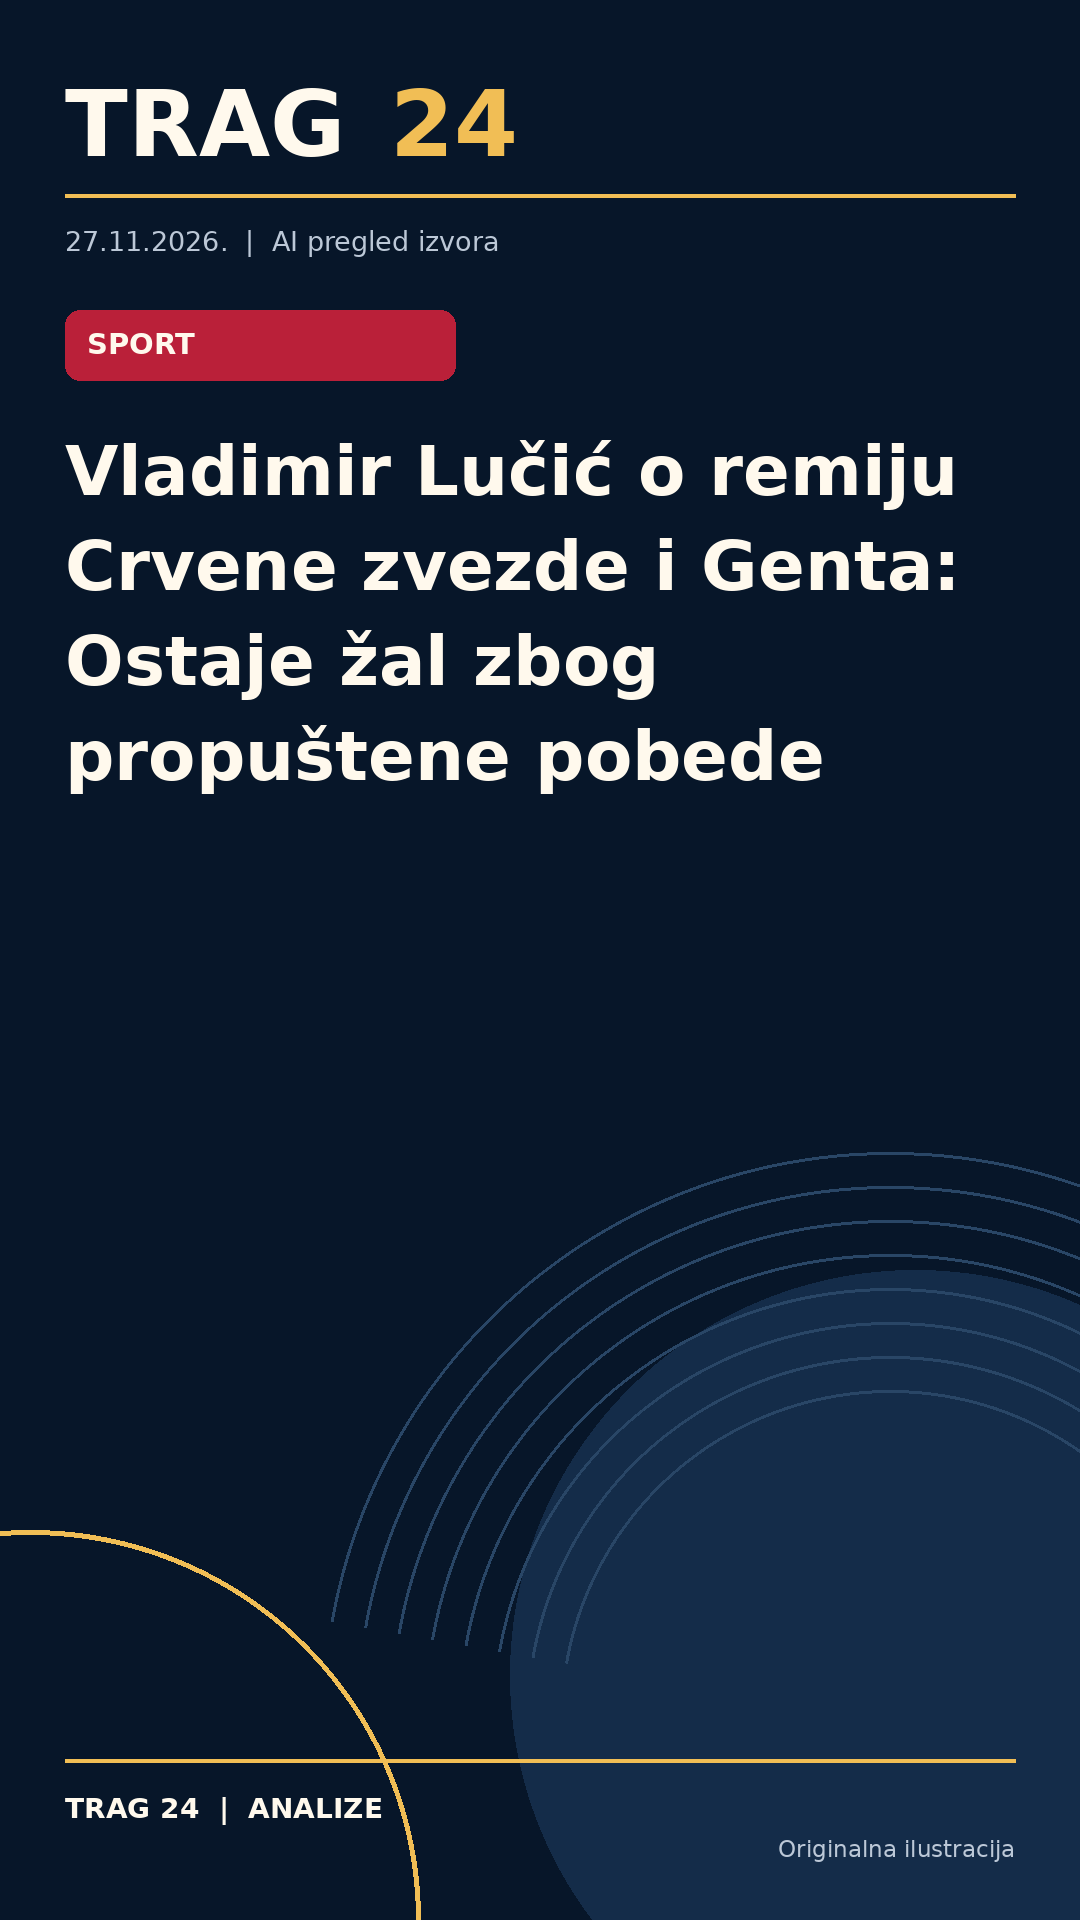 TRAG 24
27.11.2026. | AI pregled izvora
SPORT
Vladimir Lučić o remiju
Crvene zvezde i Genta:
Ostaje žal zbog
propuštene pobede
TRAG 24 | ANALIZE
Originalna ilustracija